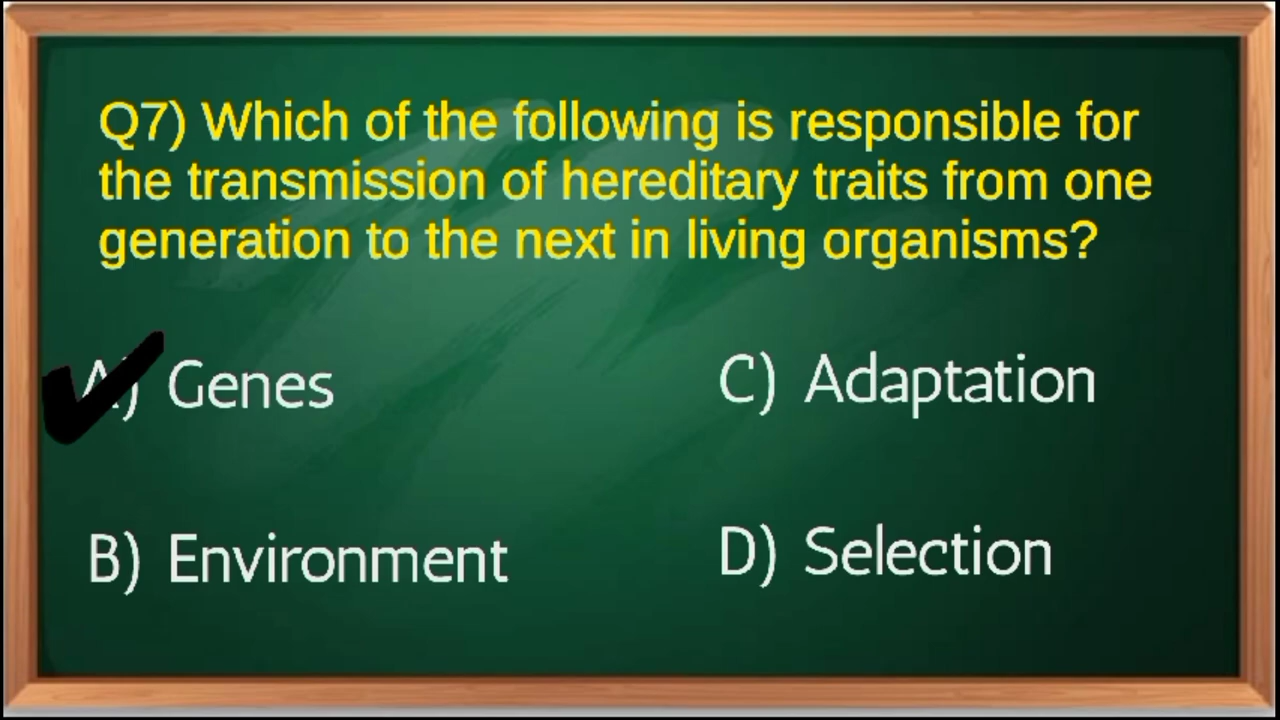 Q7) Which of the following is responsible for
the transmission of hereditary traits from one
generation to the next in living organisms?
A) Genes
C) Adaptation
B) Environment
D) Selection